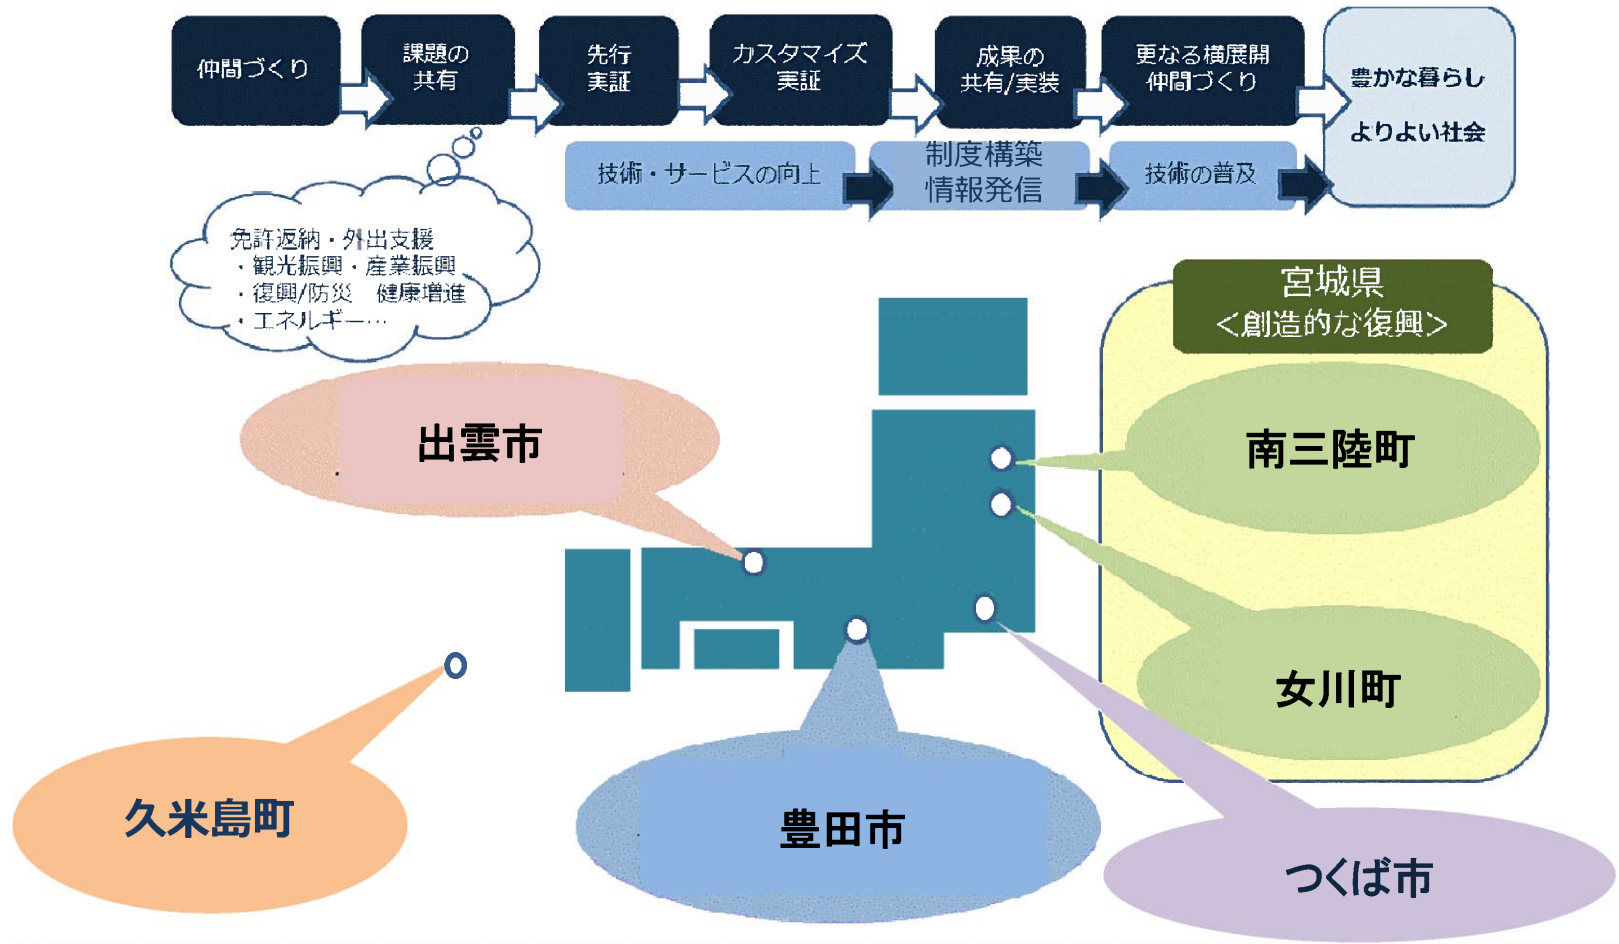 仲間づくり
課題の
共有
先行
実証
カスタマイズ
実証
成果の
共有/実装
更なる横展開
仲間づくり
豊かな暮らし
よりよい社会
技術・サービスの向上
制度構築
情報発信
技術の普及
免許返納・外出支援
・観光振興・産業振興
・復興/防災　健康増進
・エネルギー…
宮城県
＜創造的な復興＞
出雲市
南三陸町
女川町
久米島町
豊田市
つくば市